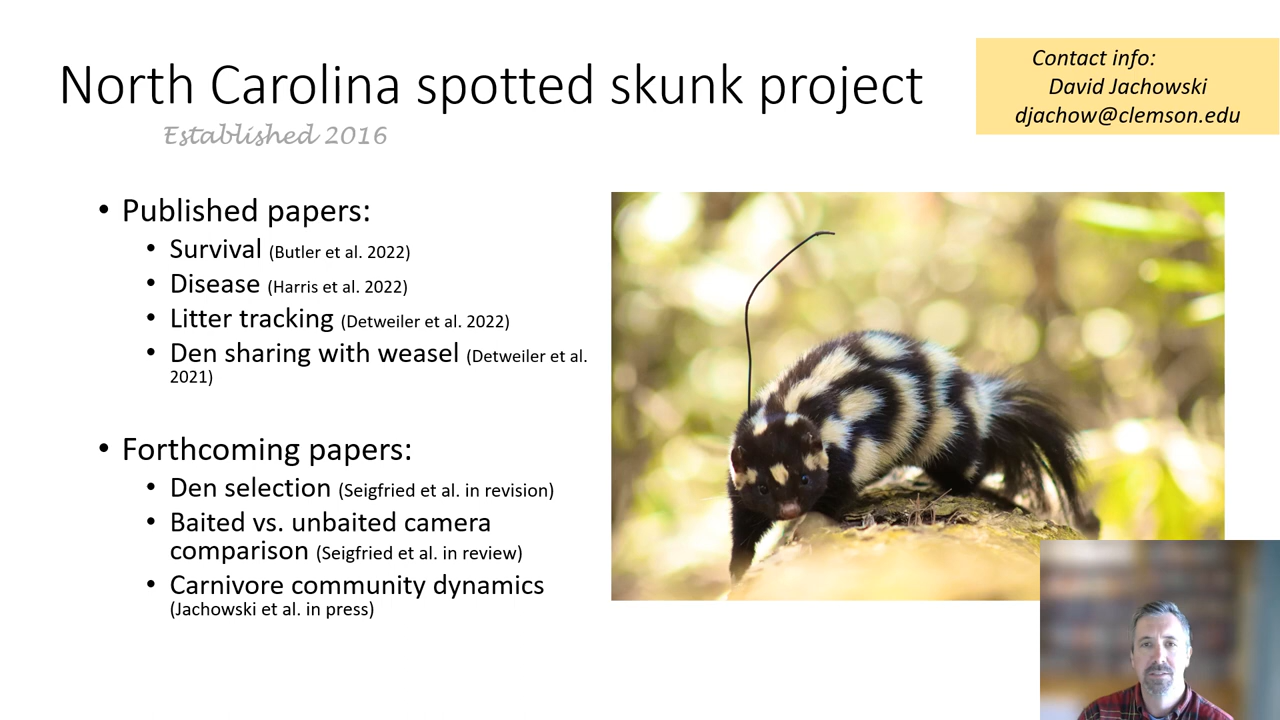 North Carolina spotted skunk project
Established 2016
Contact info:
David Jachowski
djachow@clemson.edu
• Published papers:
• Survival (Butler et al. 2022)
• Disease (Harris et al. 2022)
• Litter tracking (Detweiler et al. 2022)
• Den sharing with weasel (Detweiler et al.
2021)
• Forthcoming papers:
• Den selection (Seigfried et al. in revision)
• Baited vs. unbaited camera
comparison (Seigfried et al. in review)
• Carnivore community dynamics
(Jachowski et al. in press)